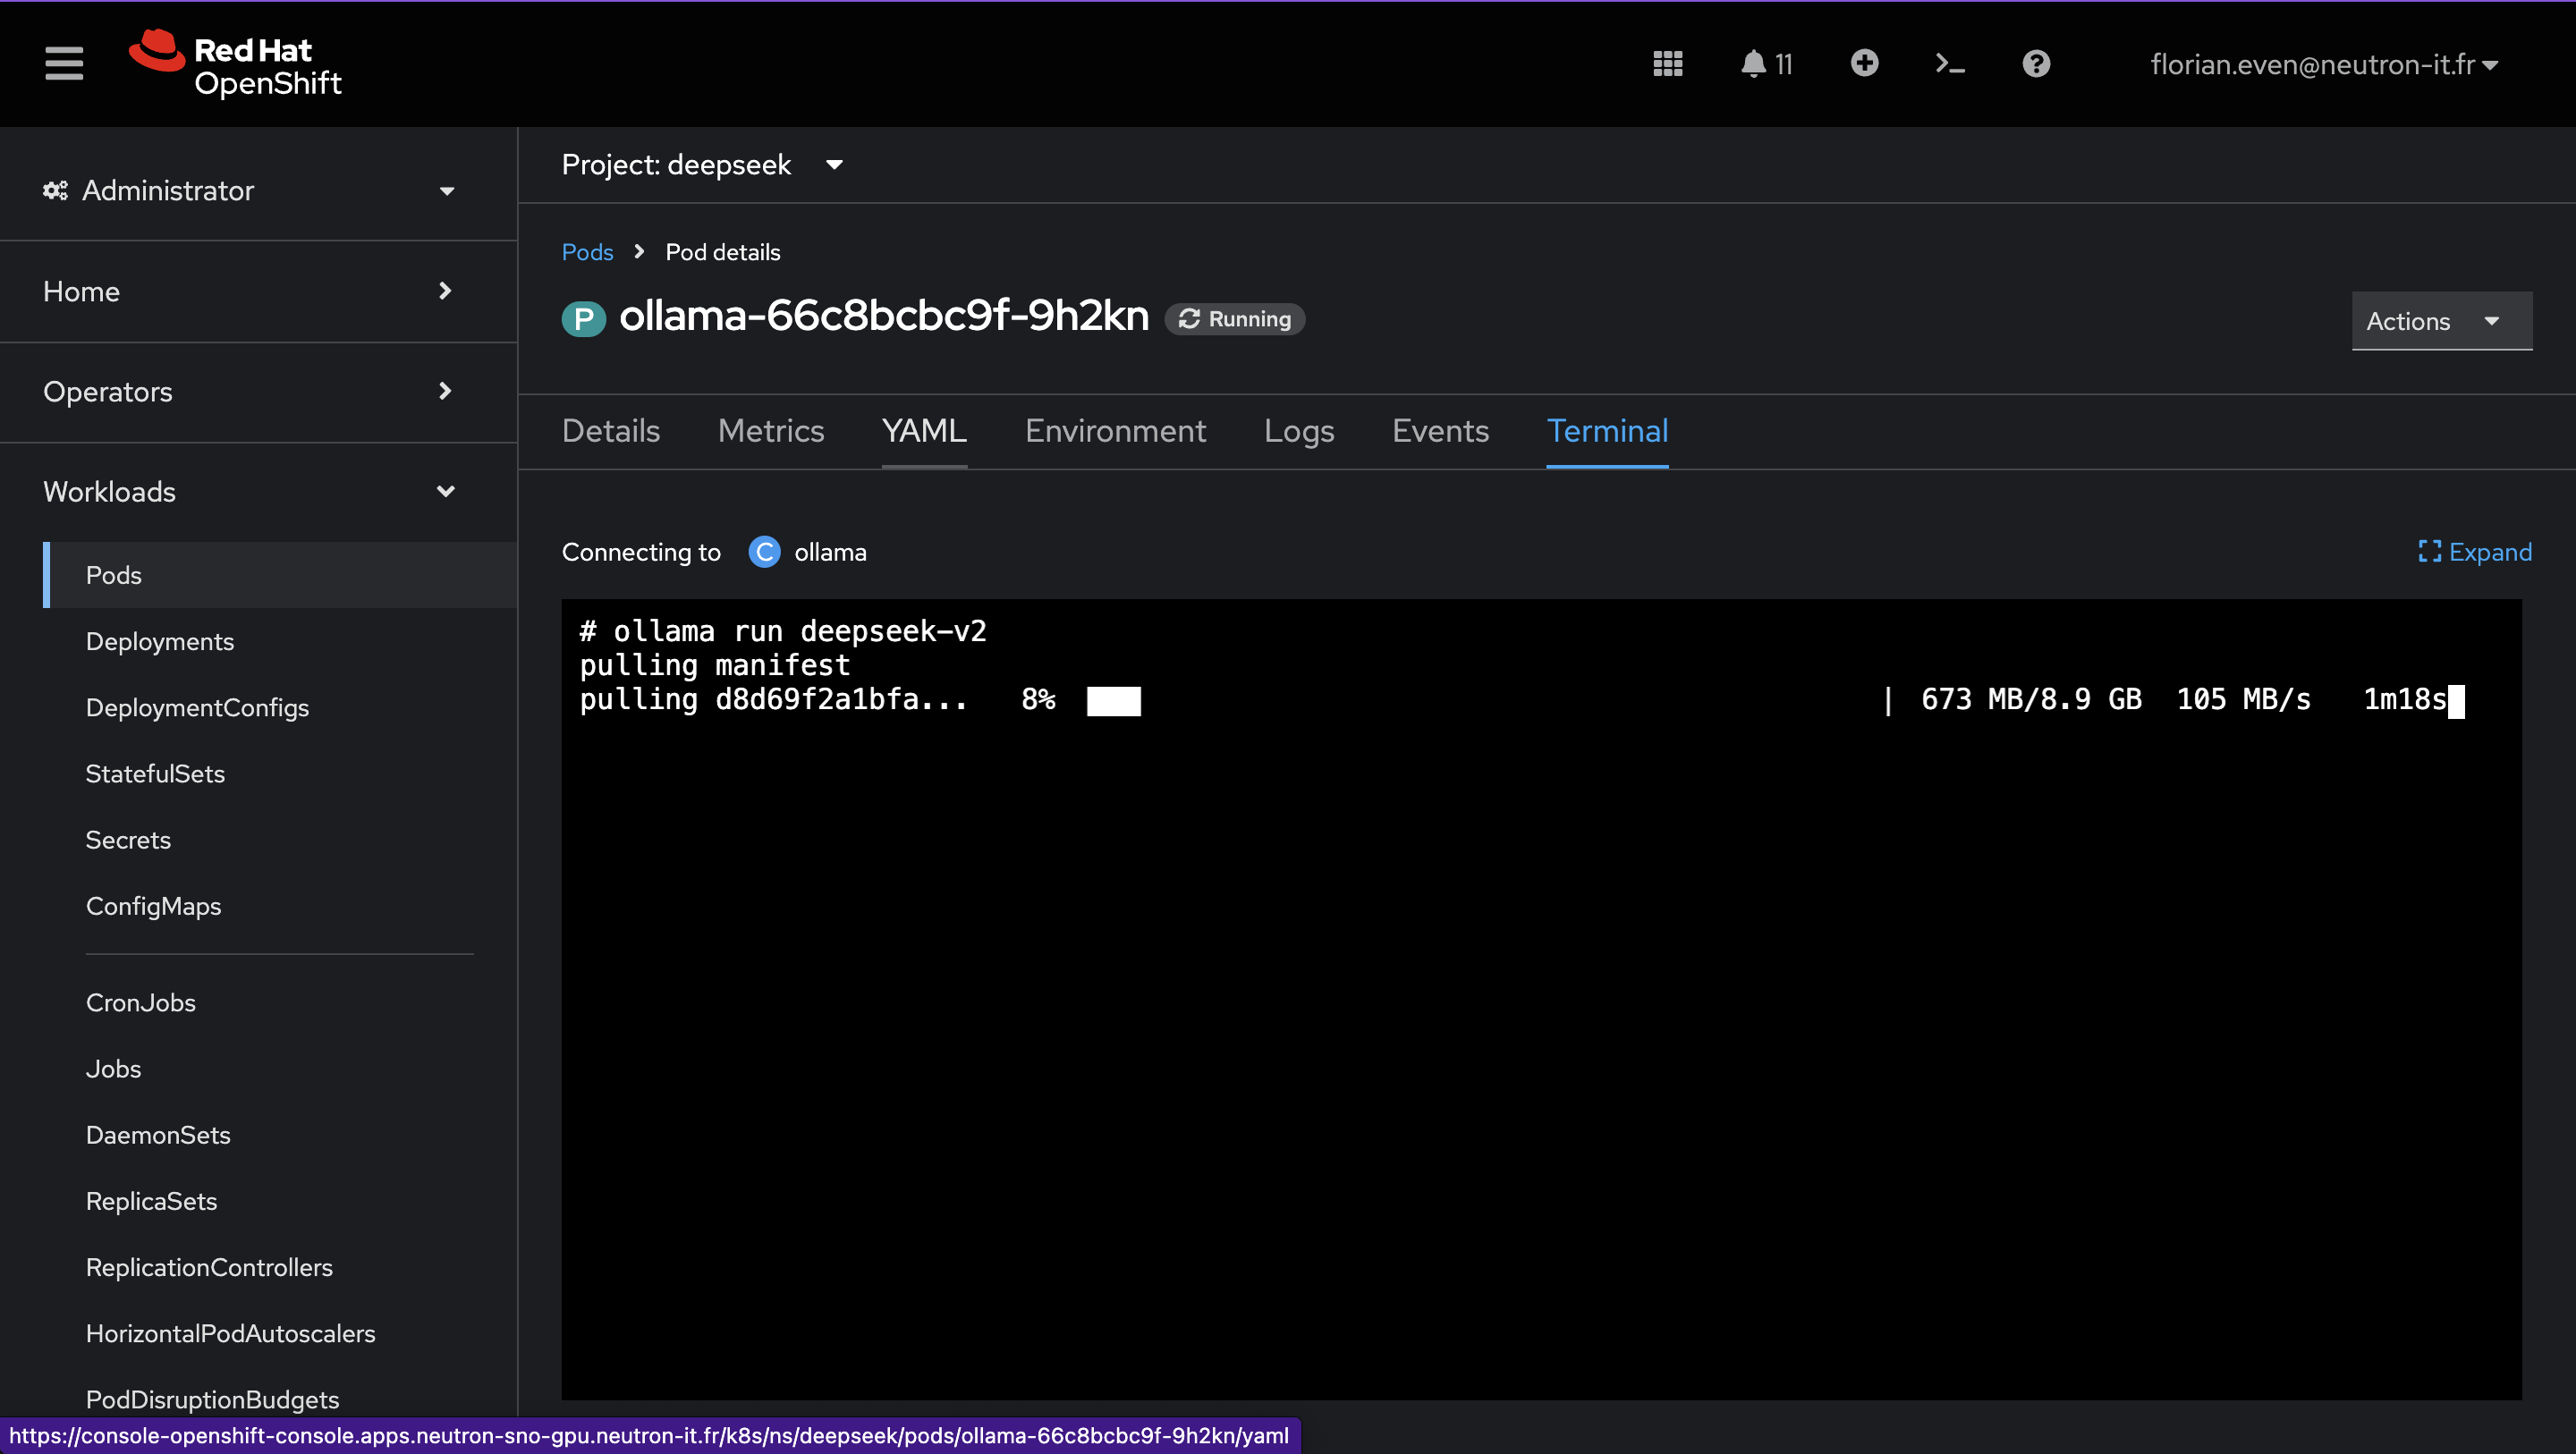 Red Hat
OpenShift
11
florian.even@neutron-it.fr
Administrator
Home
Operators
Workloads
Pods
Deployments
DeploymentConfigs
StatefulSets
Secrets
ConfigMaps
CronJobs
Jobs
DaemonSets
ReplicaSets
ReplicationControllers
HorizontalPodAutoscalers
PodDisruptionBudgets
Project: deepseek
Pods > Pod details
P ollama-66c8bcbc9f-9h2kn Running
Actions
Details Metrics YAML Environment Logs Events Terminal
Connecting to C ollama
Expand
# ollama run deepseek-v2
pulling manifest
pulling d8d69f2a1bfa... 8% | 673 MB/8.9 GB 105 MB/s 1m18s
https://console-openshift-console.apps.neutron-sno-gpu.neutron-it.fr/k8s/ns/deepseek/pods/ollama-66c8bcbc9f-9h2kn/yaml